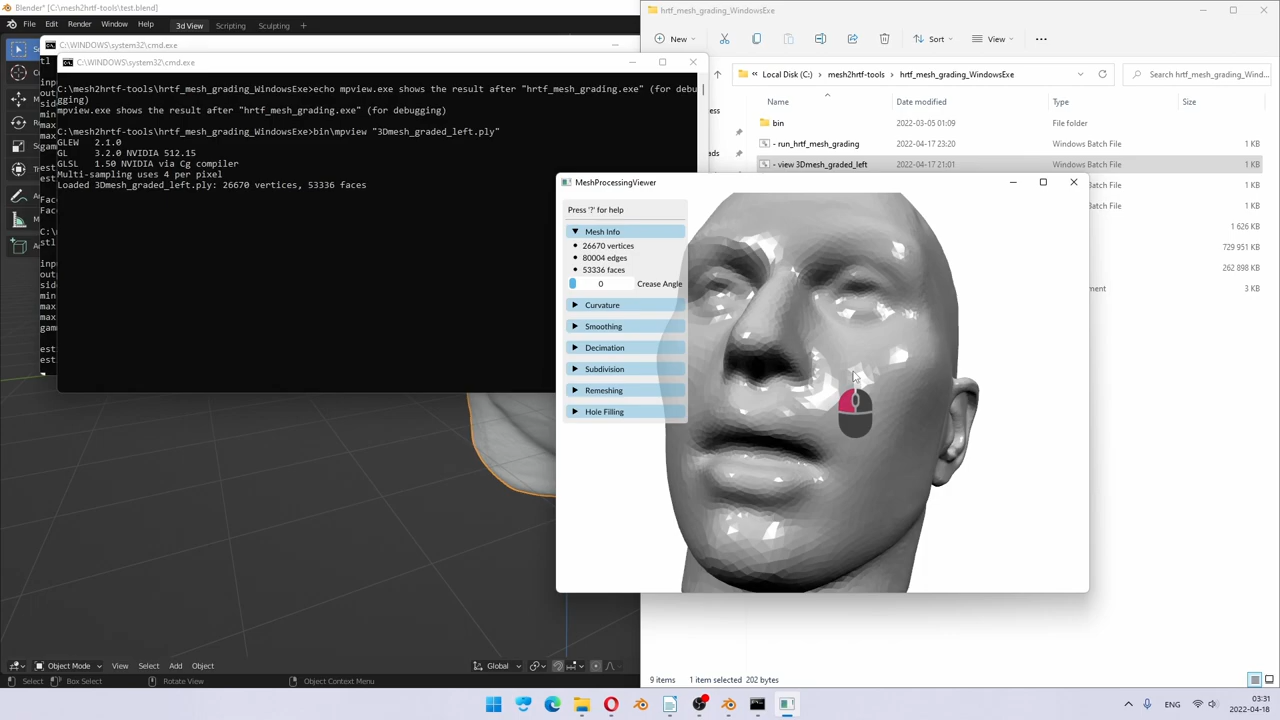 Blender* [C:\mesh2hrtf-tools\test.blend]
File Edit Render Window Help
3d View Scripting Sculpting +
C:\WINDOWS\system32\cmd.exe
C:\WINDOWS\system32\cmd.exe
C:\mesh2hrtf-tools\hrtf_mesh_grading_WindowsExe>echo mpview.exe shows the result after "hrtf_mesh_grading.exe" (for debu
gging)
mpview.exe shows the result after "hrtf_mesh_grading.exe" (for debugging)
C:\mesh2hrtf-tools\hrtf_mesh_grading_WindowsExe>bin\mpview "3Dmesh_graded_left.ply"
GLEW 2.1.0
GL 3.2.0 NVIDIA 512.15
GLSL 1.50 NVIDIA via Cg compiler
Multi-sampling uses 4 per pixel
Loaded 3Dmesh_graded_left.ply: 26670 vertices, 53336 faces
hrtf_mesh_grading_WindowsExe
New
Sort
View
Local Disk (C:) > mesh2hrtf-tools > hrtf_mesh_grading_WindowsExe
Search hrtf_mesh_grading_Wind...
Name Date modified Type Size
bin 2022-03-05 01:09 File folder
- run_hrtf_mesh_grading 2022-04-17 23:20 Windows Batch File 1 KB
- view 3Dmesh_graded_left 2022-04-17 21:01 Windows Batch File 1 KB
Windows Batch File 1 KB
Windows Batch File 1 KB
1 626 KB
729 951 KB
262 898 KB
3 KB
MeshProcessingViewer
Press '?' for help
Mesh Info
26670 vertices
80004 edges
53336 faces
0 Crease Angle
Curvature
Smoothing
Decimation
Subdivision
Remeshing
Hole Filling
Object Mode View Select Add Object
Global
Select Box Select Rotate View Object Context Menu
9 items 1 item selected 202 bytes
03:31
2022-04-18